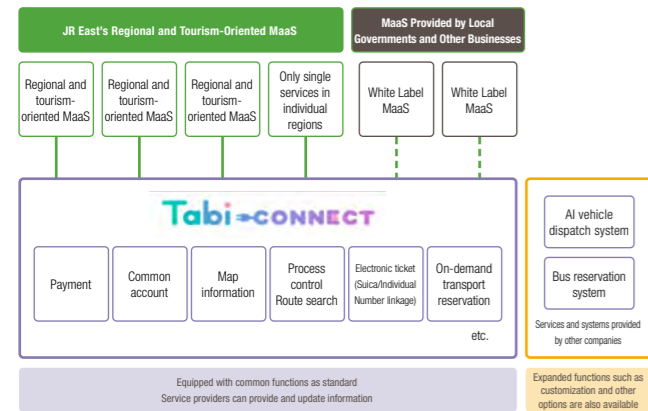 JR East's Regional and Tourism-Oriented MaaS
MaaS Provided by Local
Governments and Other Businesses
Regional and
tourism-
oriented MaaS
Regional and
tourism-
oriented MaaS
Regional and
tourism-
oriented MaaS
Only single
services in
individual
regions
White Label
MaaS
White Label
MaaS
Tabi-CONNECT
Payment
Common
account
Map
information
Process
control
Route search
Electronic ticket
(Suica/Individual
Number linkage)
On-demand
transport
reservation
etc.
AI vehicle
dispatch system
Bus reservation
system
Services and systems provided
by other companies
Equipped with common functions as standard
Service providers can provide and update information
Expanded functions such as
customization and other
options are also available